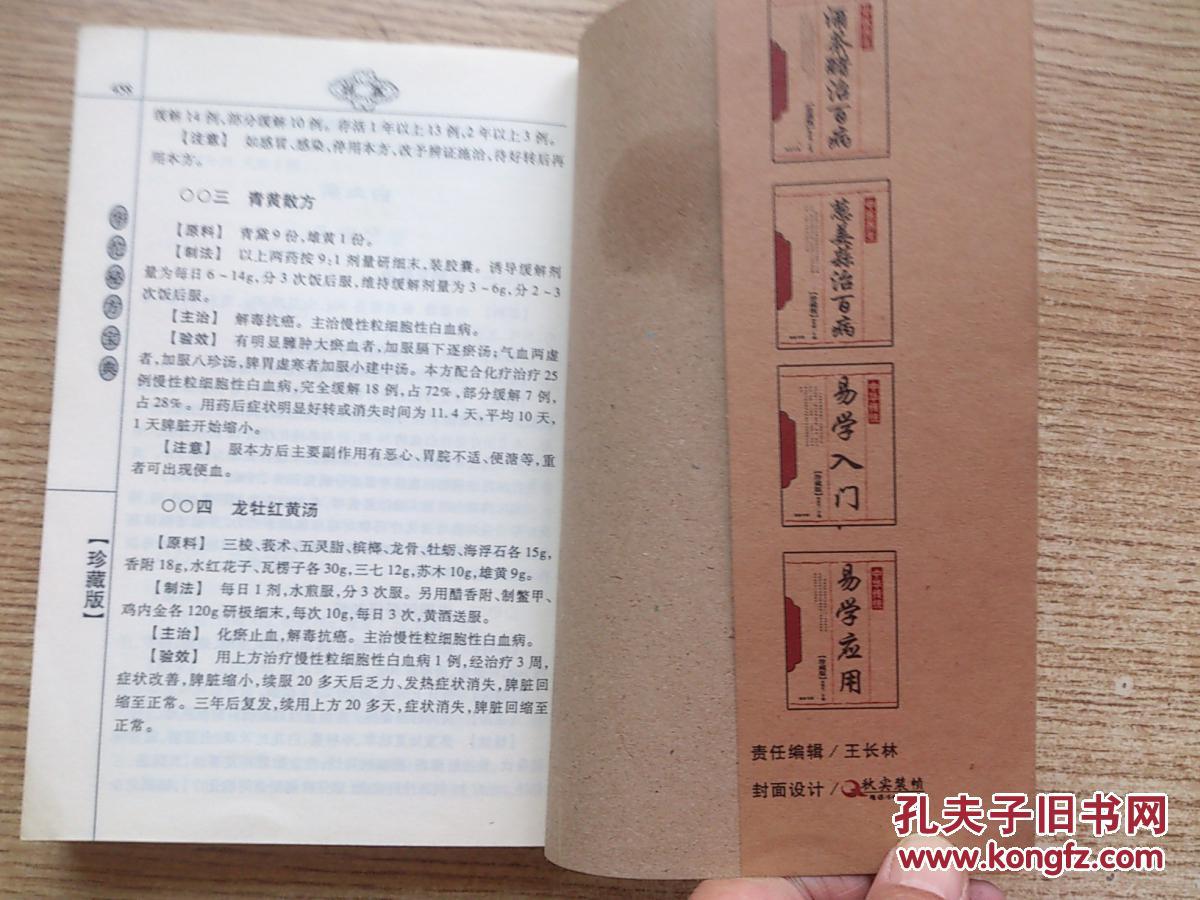 458
缓解14例、部分缓解10例。存活1年以上13例,2年以上3例。
【注意】 如感冒、感染、停用本方、改予辨证施治,待好转后再
用本方。
○○三 青黄散方
【原料】 青黛9份,雄黄1份。
【制法】 以上两药按9:1剂量研细末,装胶囊。诱导缓解剂
量为每日6~14g,分3次饭后服,维持缓解剂量为3~6g,分2~3
次饭后服。
【主治】 解毒抗癌。主治慢性粒细胞性白血病。
【验效】 有明显臃肿大瘀血者,加服膈下逐瘀汤;气血两虚
者,加服八珍汤,脾胃虚寒者加服小建中汤。本方配合化疗治疗25
例慢性粒细胞性白血病,完全缓解18例,占72%,部分缓解7例,
占28%。用药后症状明显好转或消失时间为11.4天,平均10天,
1天脾脏开始缩小。
【注意】 服本方后主要副作用有恶心、胃脘不适、便溏等,重
者可出现便血。
○○四 龙牡红黄汤
【原料】 三棱、莪术、五灵脂、槟榔、龙骨、牡蛎、海浮石各15g,
香附18g,水红花子、瓦楞子各30g,三七12g,苏木10g,雄黄9g。
【制法】 每日1剂,水煎服,分3次服。另用醋香附、制鳖甲、
鸡内金各120g研极细末,每次10g,每日3次,黄酒送服。
【主治】 化瘀止血,解毒抗癌。主治慢性粒细胞性白血病。
【验效】 用上方治疗慢性粒细胞性白血病1例,经治疗3周,
症状改善,脾脏缩小,续服20多天后乏力、发热症状消失,脾脏回
缩至正常。三年后复发,续用上方20多天,症状消失,脾脏回缩至
正常。
华佗秘方宝典
【珍藏版】
酒茶醋治百病
葱姜蒜治百病
【珍藏版】
易学入门
【珍藏版】
易学应用
【珍藏版】
责任编辑/王长林
封面设计/秋实装帧
孔夫子旧书网
www.kongfz.com